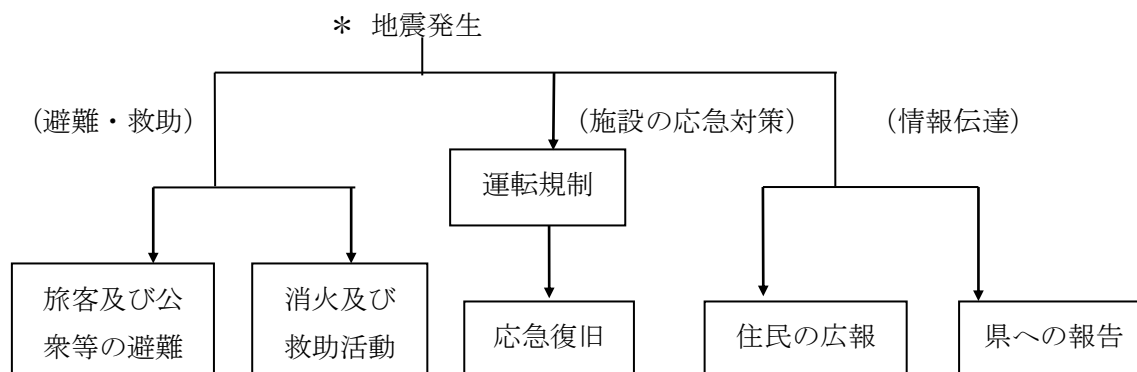 ＊ 地震発生
（避難・救助）
（施設の応急対策）
（情報伝達）
運転規制
旅客及び公
衆等の避難
消火及び
救助活動
応急復旧
住民の広報
県への報告